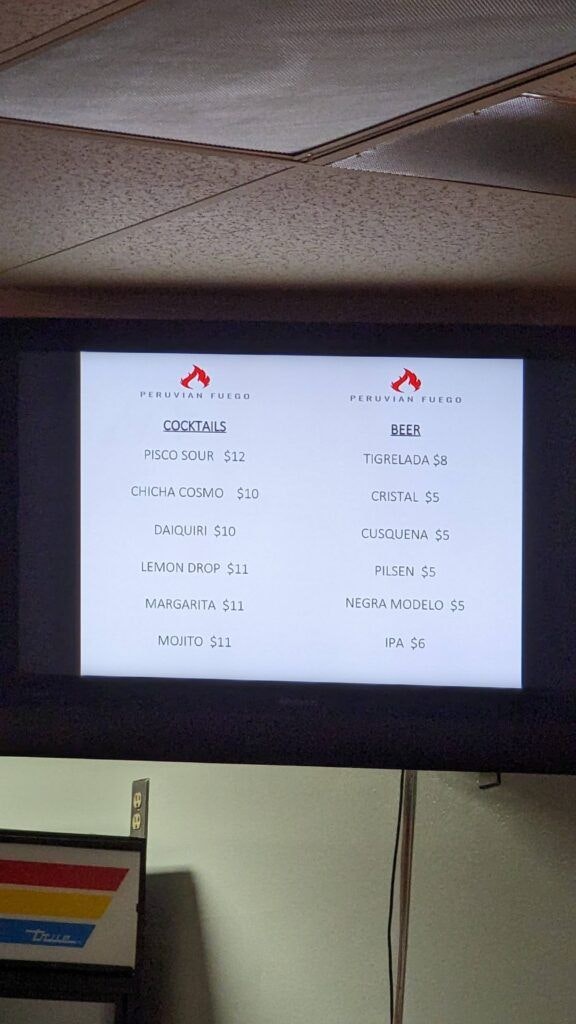 PERUVIAN FUEGO
COCKTAILS
PISCO SOUR $12
CHICHA COSMO $10
DAIQUIRI $10
LEMON DROP $11
MARGARITA $11
MOJITO $11
PERUVIAN FUEGO
BEER
TIGRELADA $8
CRISTAL $5
CUSQUENA $5
PILSEN $5
NEGRA MODELO $5
IPA $6
true